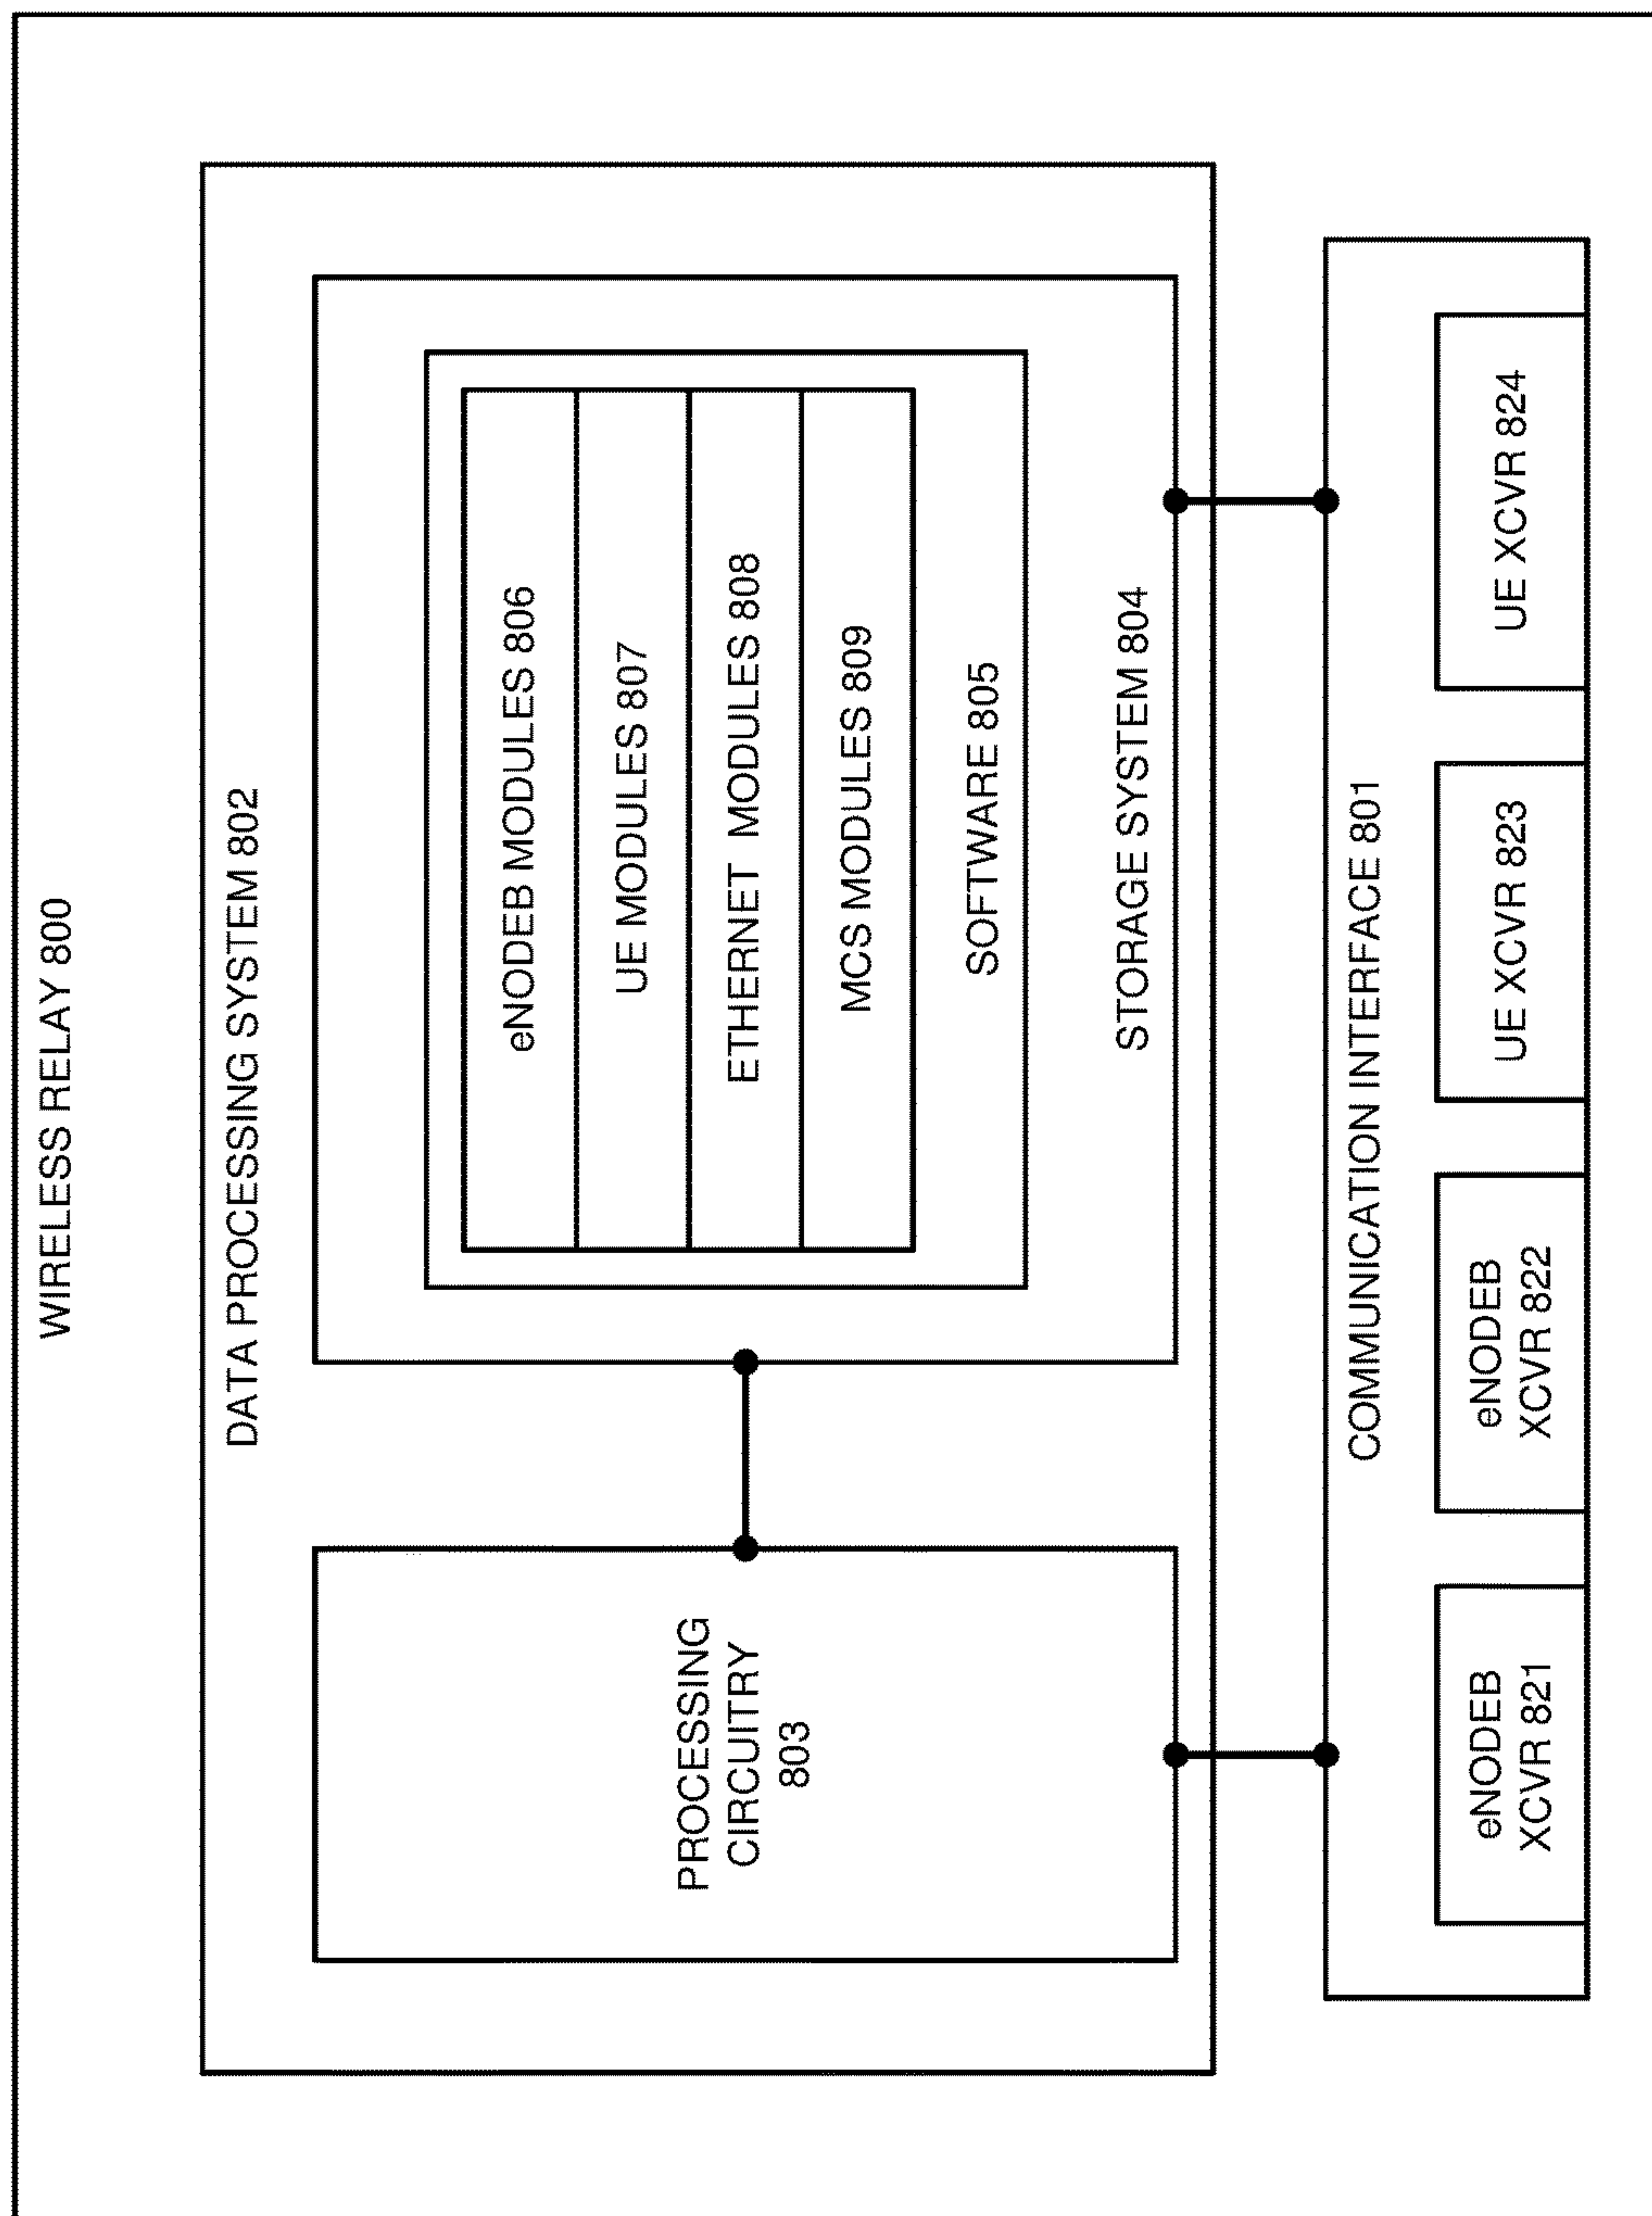 WIRELESS RELAY 800
DATA PROCESSING SYSTEM 802
PROCESSING
CIRCUITRY
803
eNODEB MODULES 806
UE MODULES 807
ETHERNET MODULES 808
MCS MODULES 809
SOFTWARE 805
STORAGE SYSTEM 804
COMMUNICATION INTERFACE 801
eNODEB
XCVR 821
eNODEB
XCVR 822
UE XCVR 823
UE XCVR 824